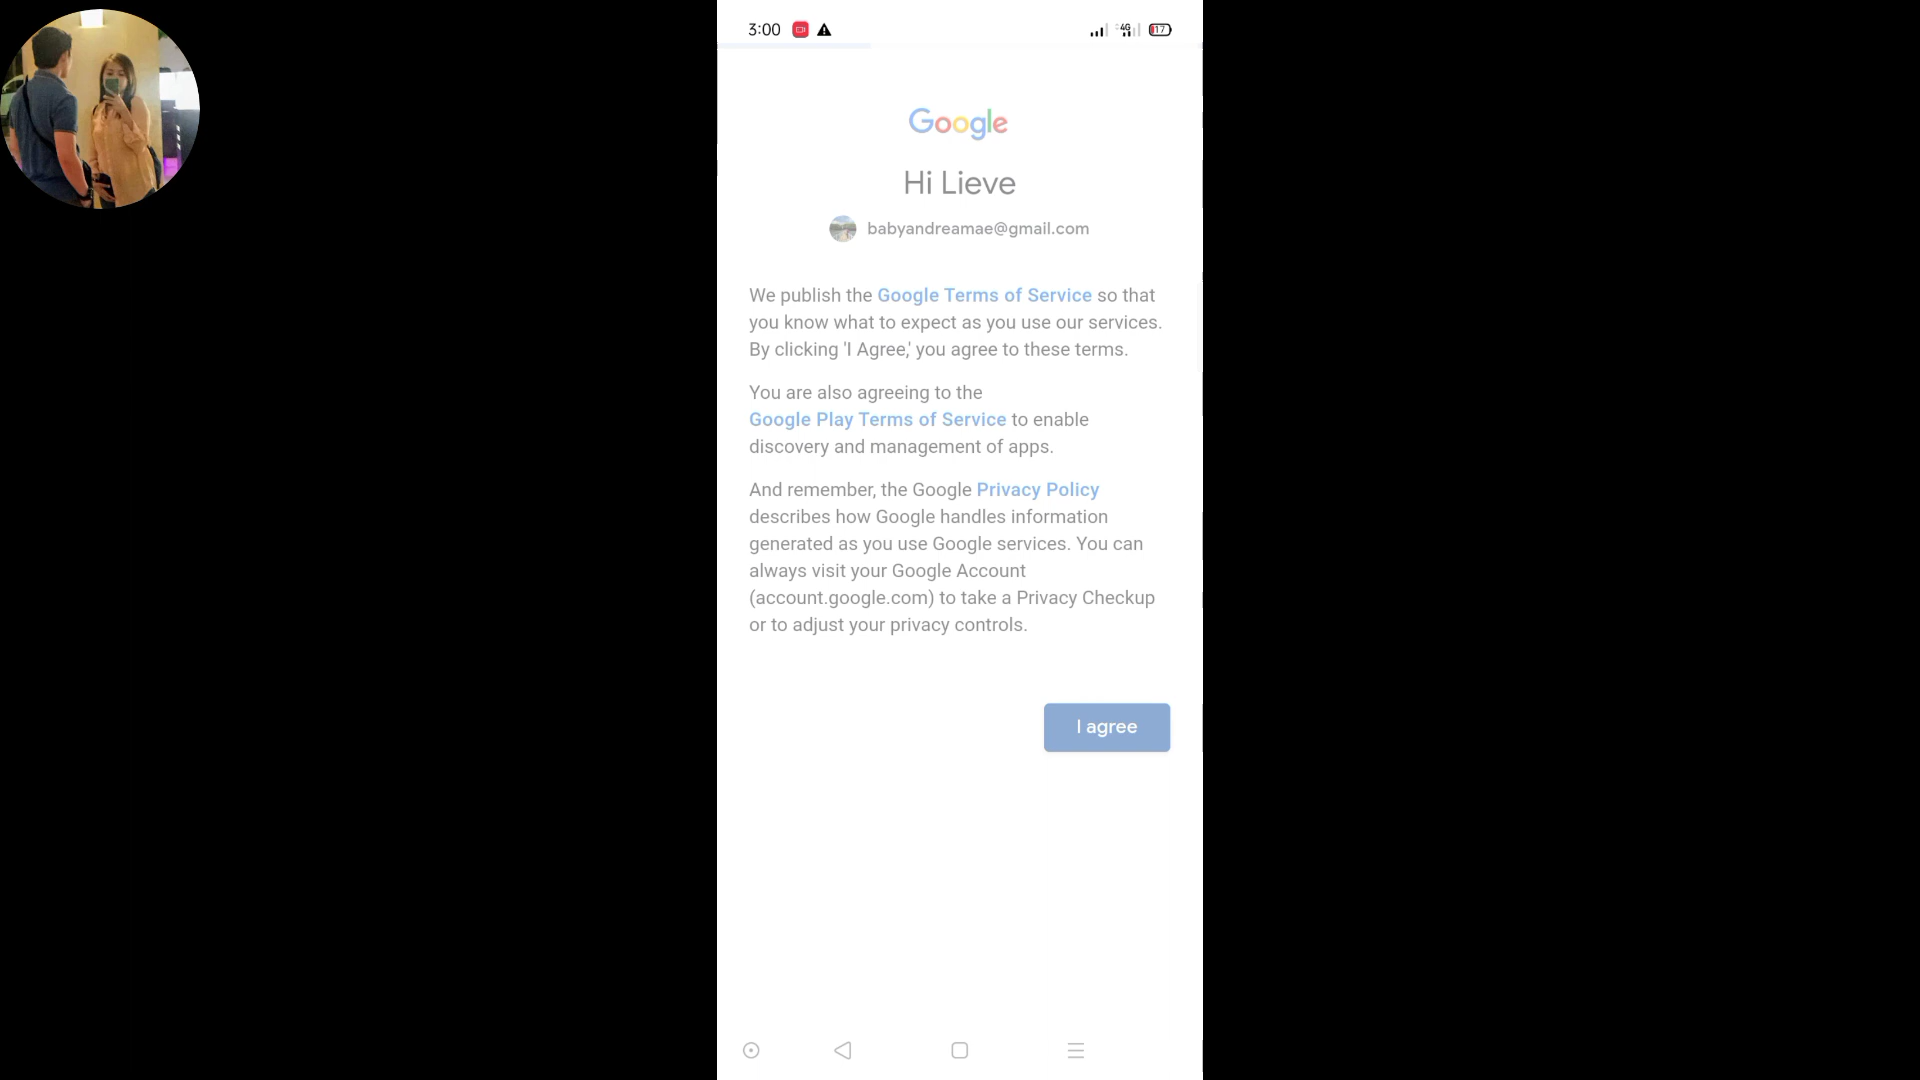 3:00
4G
17
Google
Hi Lieve
babyandreamae@gmail.com
We publish the Google Terms of Service so that
you know what to expect as you use our services.
By clicking 'I Agree,' you agree to these terms.
You are also agreeing to the
Google Play Terms of Service to enable
discovery and management of apps.
And remember, the Google Privacy Policy
describes how Google handles information
generated as you use Google services. You can
always visit your Google Account
(account.google.com) to take a Privacy Checkup
or to adjust your privacy controls.
I agree